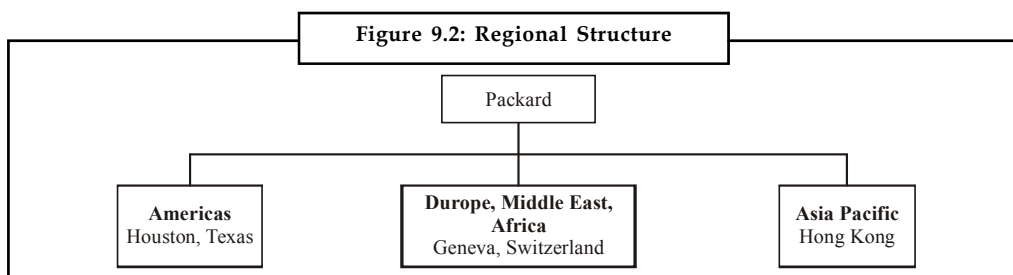 Figure 9.2: Regional Structure
Packard
Americas
Houston, Texas
Durope, Middle East,
Africa
Geneva, Switzerland
Asia Pacific
Hong Kong